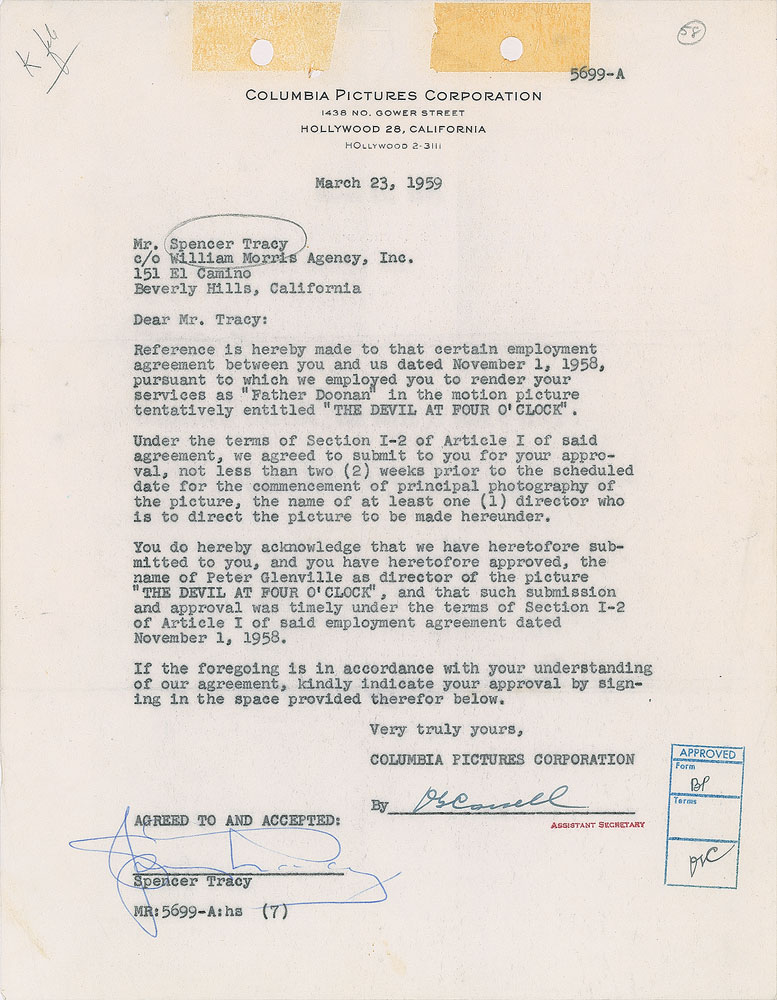 58
5699-A
COLUMBIA PICTURES CORPORATION
1438 NO. GOWER STREET
HOLLYWOOD 28, CALIFORNIA
HOLLYWOOD 2-3111
March 23, 1959
Mr. Spencer Tracy
c/o William Morris Agency, Inc.
151 El Camino
Beverly Hills, California
Dear Mr. Tracy:
Reference is hereby made to that certain employment
agreement between you and us dated November 1, 1958,
pursuant to which we employed you to render your
services as "Father Doonan" in the motion picture
tentatively entitled "THE DEVIL AT FOUR O'CLOCK".
Under the terms of Section I-2 of Article I of said
agreement, we agreed to submit to you for your appro-
val, not less than two (2) weeks prior to the scheduled
date for the commencement of principal photography of
the picture, the name of at least one (1) director who
is to direct the picture to be made hereunder.
You do hereby acknowledge that we have heretofore sub-
mitted to you, and you have heretofore approved, the
name of Peter Glenville as director of the picture
"THE DEVIL AT FOUR O'CLOCK", and that such submission
and approval was timely under the terms of Section I-2
of Article I of said employment agreement dated
November 1, 1958.
If the foregoing is in accordance with your understanding
of our agreement, kindly indicate your approval by sign-
ing in the space provided therefor below.
Very truly yours,
COLUMBIA PICTURES CORPORATION
By
ASSISTANT SECRETARY
APPROVED
Form
BP
Terms
AGREED TO AND ACCEPTED:
Spencer Tracy
Spencer Tracy
MR:5699-A:hs (7)